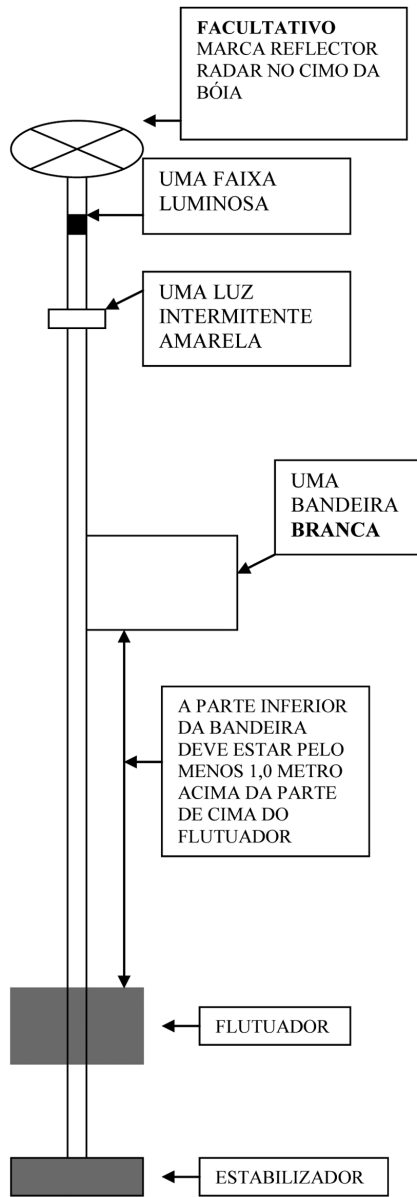 FACULTATIVO
MARCA REFLECTOR
RADAR NO CIMO DA
BÓIA
UMA FAIXA
LUMINOSA
UMA LUZ
INTERMITENTE
AMARELA
UMA
BANDEIRA
BRANCA
A PARTE INFERIOR
DA BANDEIRA
DEVE ESTAR PELO
MENOS 1,0 METRO
ACIMA DA PARTE
DE CIMA DO
FLUTUADOR
FLUTUADOR
ESTABILIZADOR